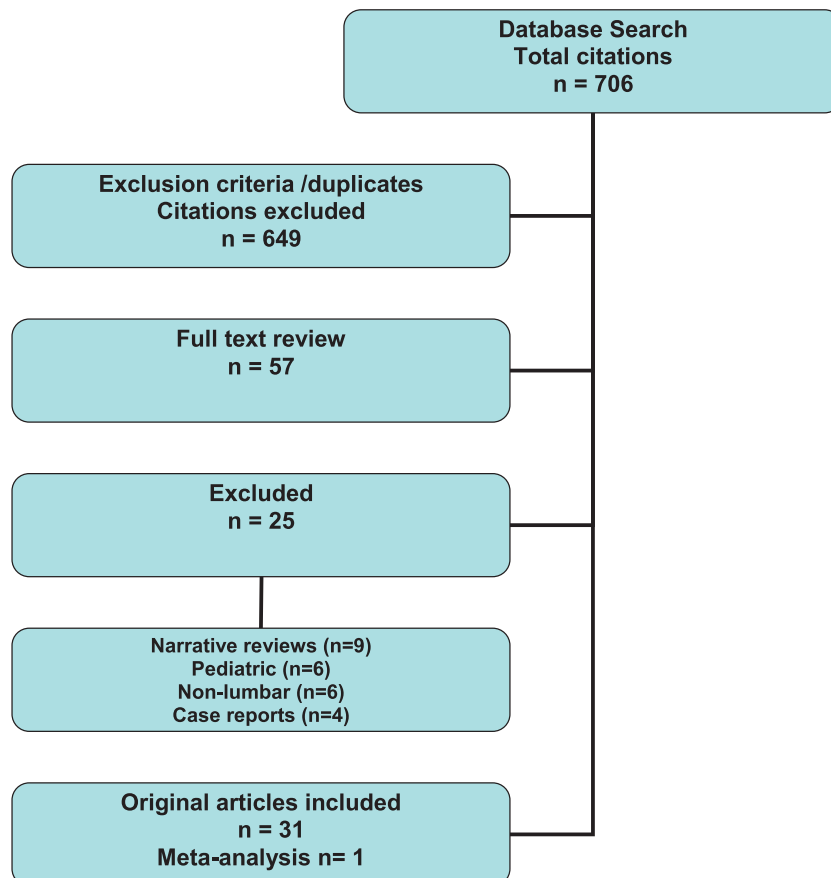 Database Search
Total citations
n = 706
Exclusion criteria /duplicates
Citations excluded
n = 649
Full text review
n = 57
Excluded
n = 25
Narrative reviews (n=9)
Pediatric (n=6)
Non-lumbar (n=6)
Case reports (n=4)
Original articles included
n = 31
Meta-analysis n= 1